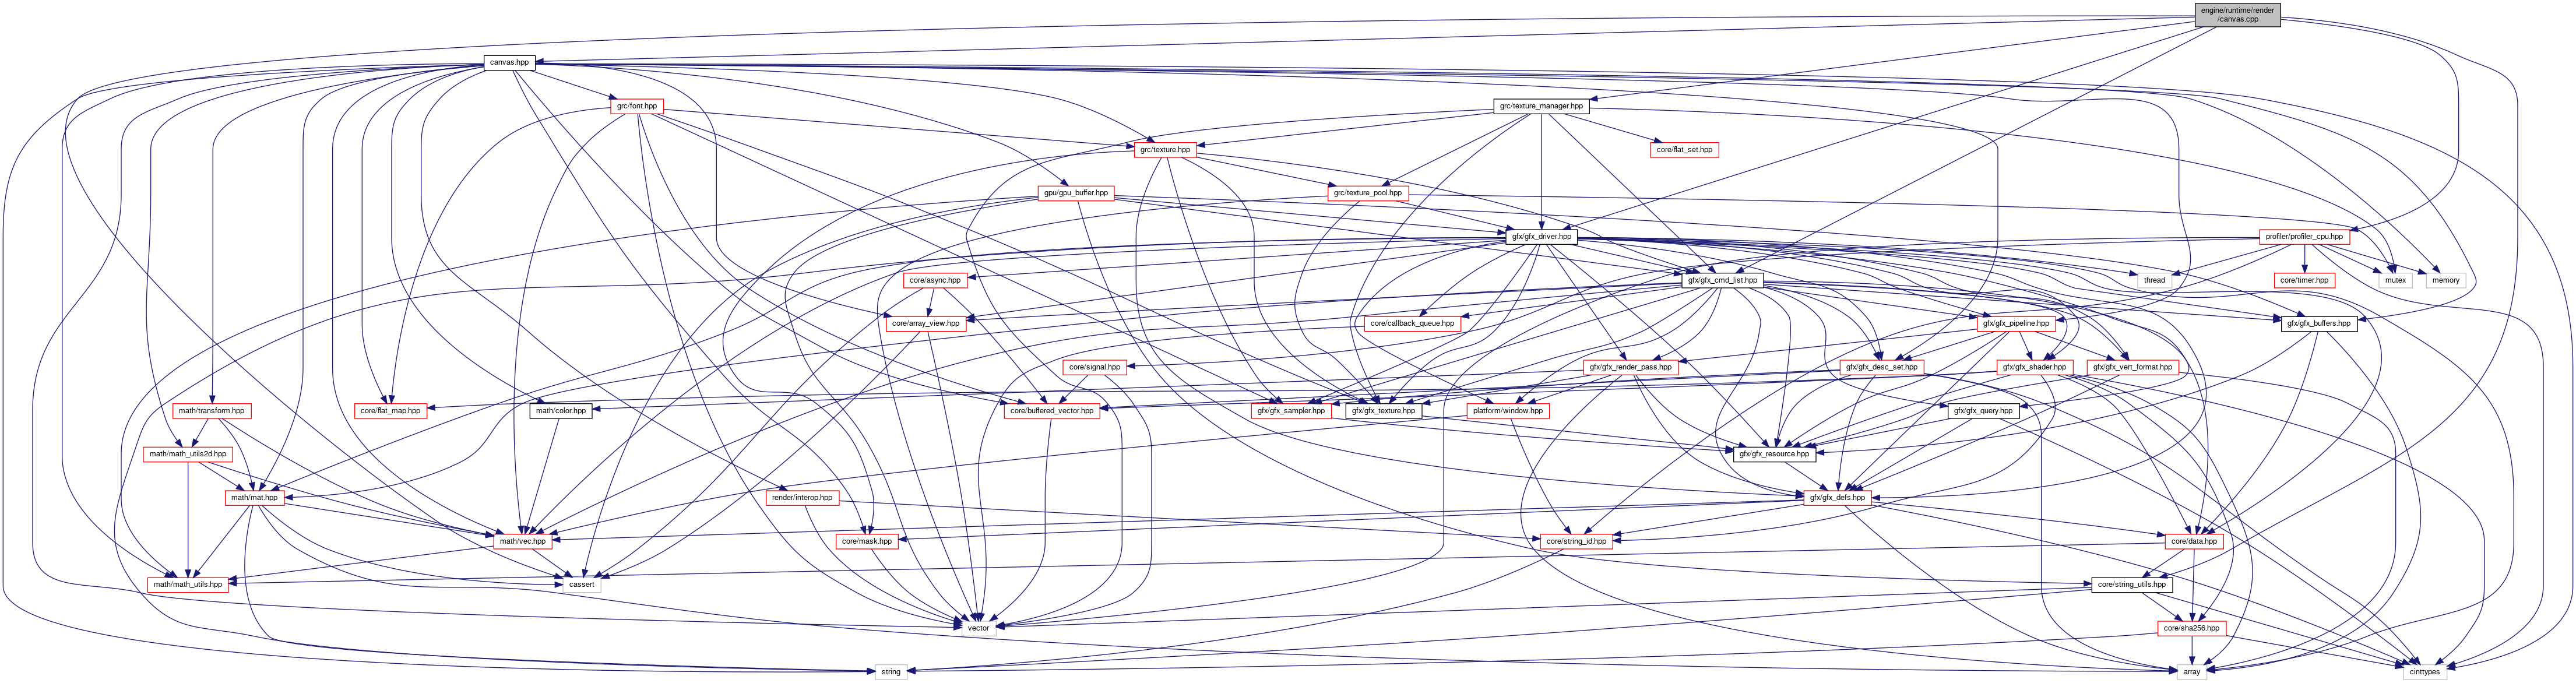 engine/runtime/render
/canvas.cpp
canvas.hpp
grc/font.hpp
grc/texture_manager.hpp
grc/texture.hpp
core/flat_set.hpp
gpu/gpu_buffer.hpp
grc/texture_pool.hpp
gfx/gfx_driver.hpp
profiler/profiler_cpu.hpp
core/async.hpp
gfx/gfx_cmd_list.hpp
thread
core/timer.hpp
mutex
memory
core/array_view.hpp
core/callback_queue.hpp
gfx/gfx_pipeline.hpp
gfx/gfx_buffers.hpp
core/signal.hpp
gfx/gfx_render_pass.hpp
gfx/gfx_desc_set.hpp
gfx/gfx_shader.hpp
gfx/gfx_vert_format.hpp
math/transform.hpp
core/flat_map.hpp
math/color.hpp
core/buffered_vector.hpp
gfx/gfx_sampler.hpp
gfx/gfx_texture.hpp
platform/window.hpp
gfx/gfx_query.hpp
math/math_utils2d.hpp
gfx/gfx_resource.hpp
math/mat.hpp
render/interop.hpp
gfx/gfx_defs.hpp
math/vec.hpp
core/mask.hpp
core/string_id.hpp
core/data.hpp
math/math_utils.hpp
cassert
core/string_utils.hpp
vector
core/sha256.hpp
string
array
cinttypes